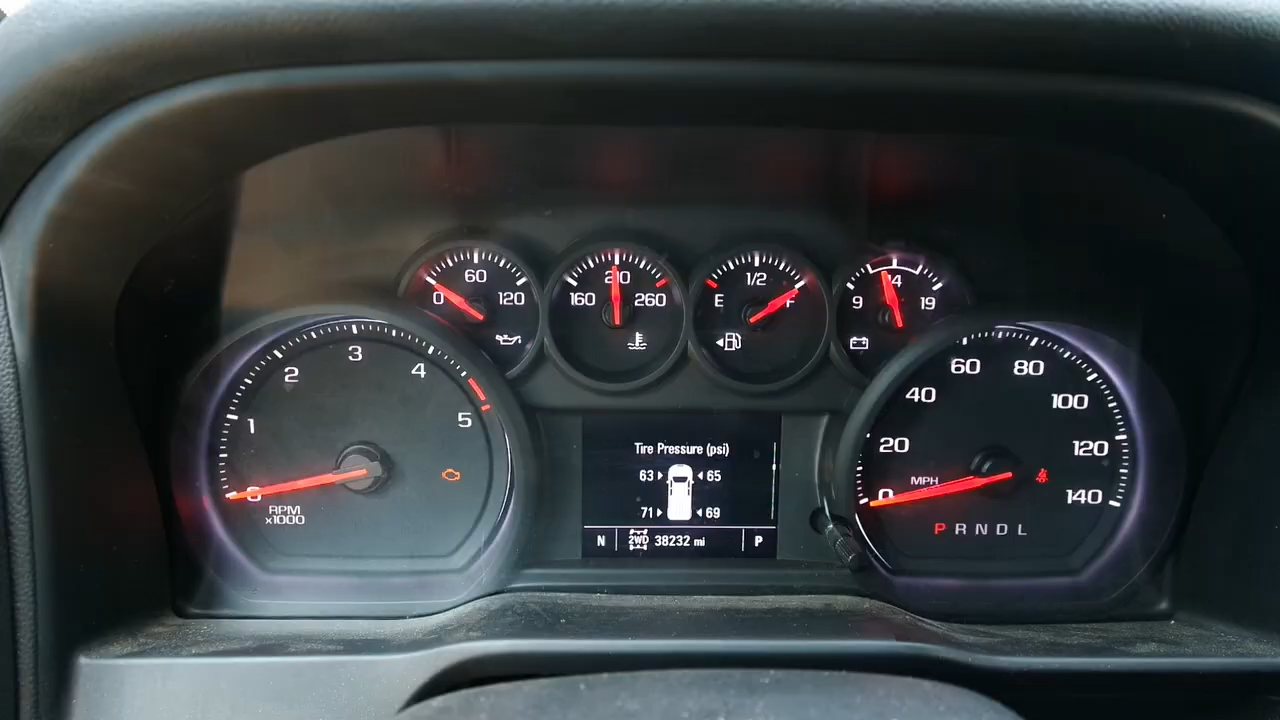 60
0 120
210
160 260
1/2
E F
14
9 19
3
2 4
1 5
0
RPM
x1000
Tire Pressure (psi)
63 65
71 69
N 2WD 38232 mi P
60 80
40 100
20 120
MPH
0 140
P R N D L